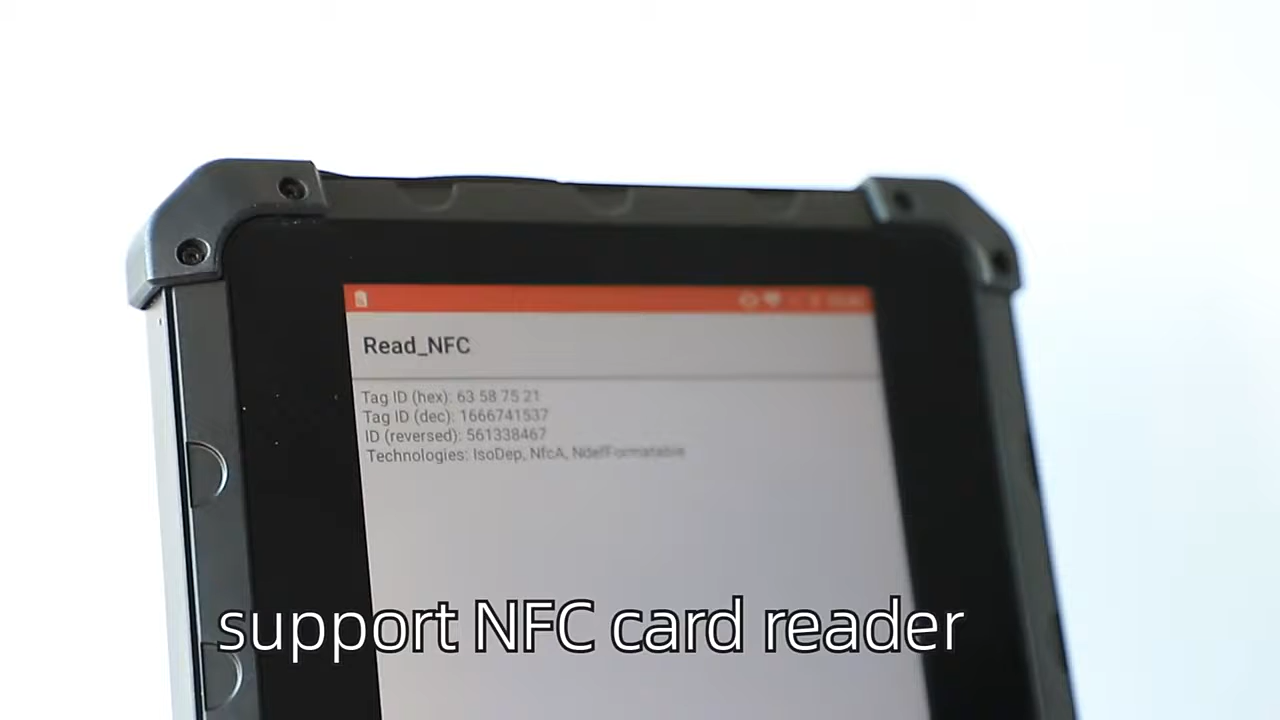 Read_NFC
Tag ID (hex): 63 58 75 21
Tag ID (dec): 1666741537
ID (reversed): 561338467
Technologies: IsoDep, NfcA, NdefFormatable
support NFC card reader